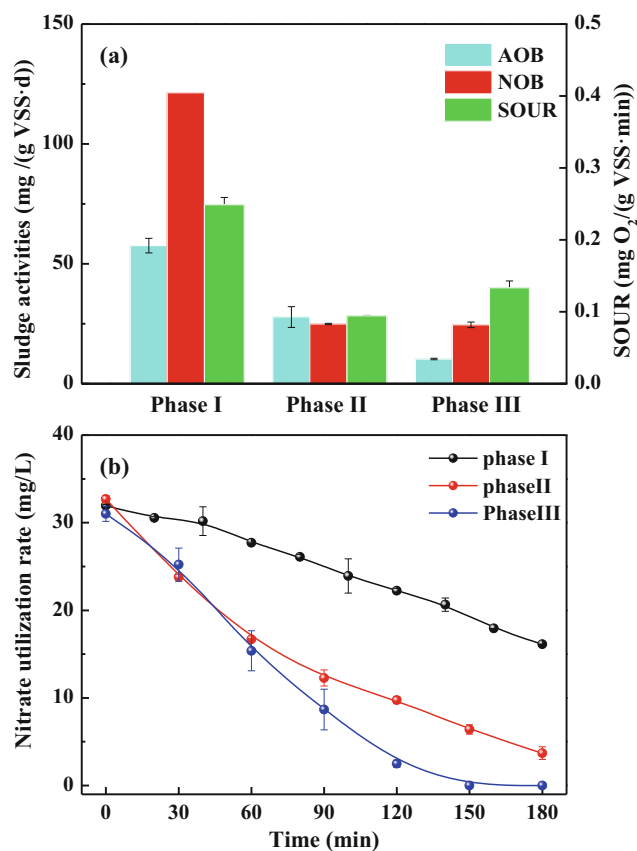 (a)
AOB
NOB
SOUR
Sludge activities (mg /(g VSS·d))
150
100
50
0
SOUR (mg O₂/(g VSS·min))
0.5
0.4
0.3
0.2
0.1
0.0
Phase I Phase II Phase III
(b)
phase I
phaseII
PhaseIII
Nitrate utilization rate (mg/L)
40
30
20
10
0
0 30 60 90 120 150 180
Time (min)